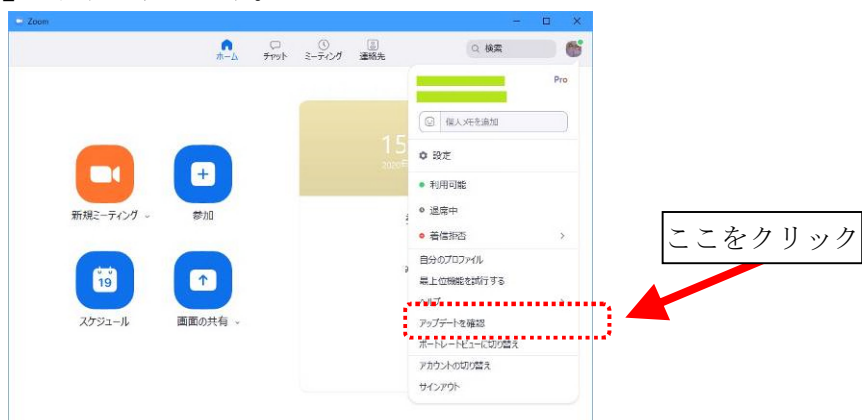 Zoom
ホーム
チャット
ミーティング
連絡先
検索
Pro
個人メモを追加
設定
利用可能
退席中
着信拒否
自分のプロファイル
最上位機能を試行する
ヘルプ
アップデートを確認
ポートレートビューに切り替え
アカウントの切り替え
サインアウト
15
2020年
新規ミーティング
参加
19
スケジュール
画面の共有
ここをクリック